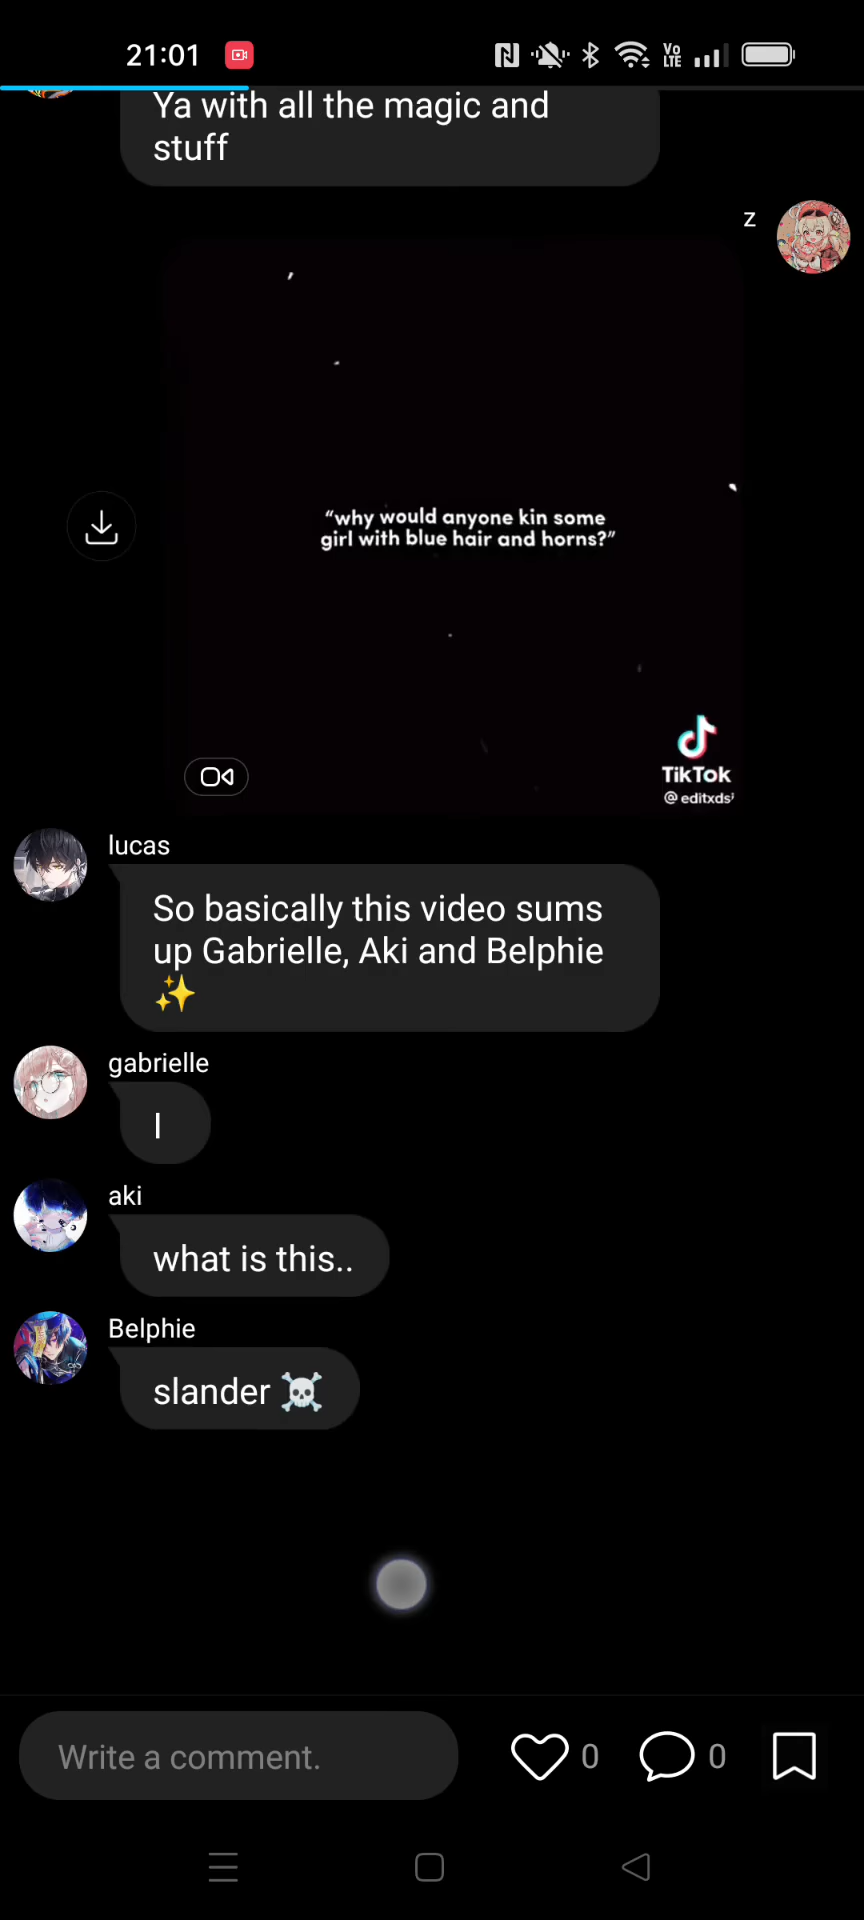 21:01
Vo
LTE
Ya with all the magic and
stuff
z
“why would anyone kin some
girl with blue hair and horns?”
TikTok
lucas
So basically this video sums
up Gabrielle, Aki and Belphie
✨
gabrielle
I
aki
what is this..
Belphie
slander ☠️
Write a comment.
0
0